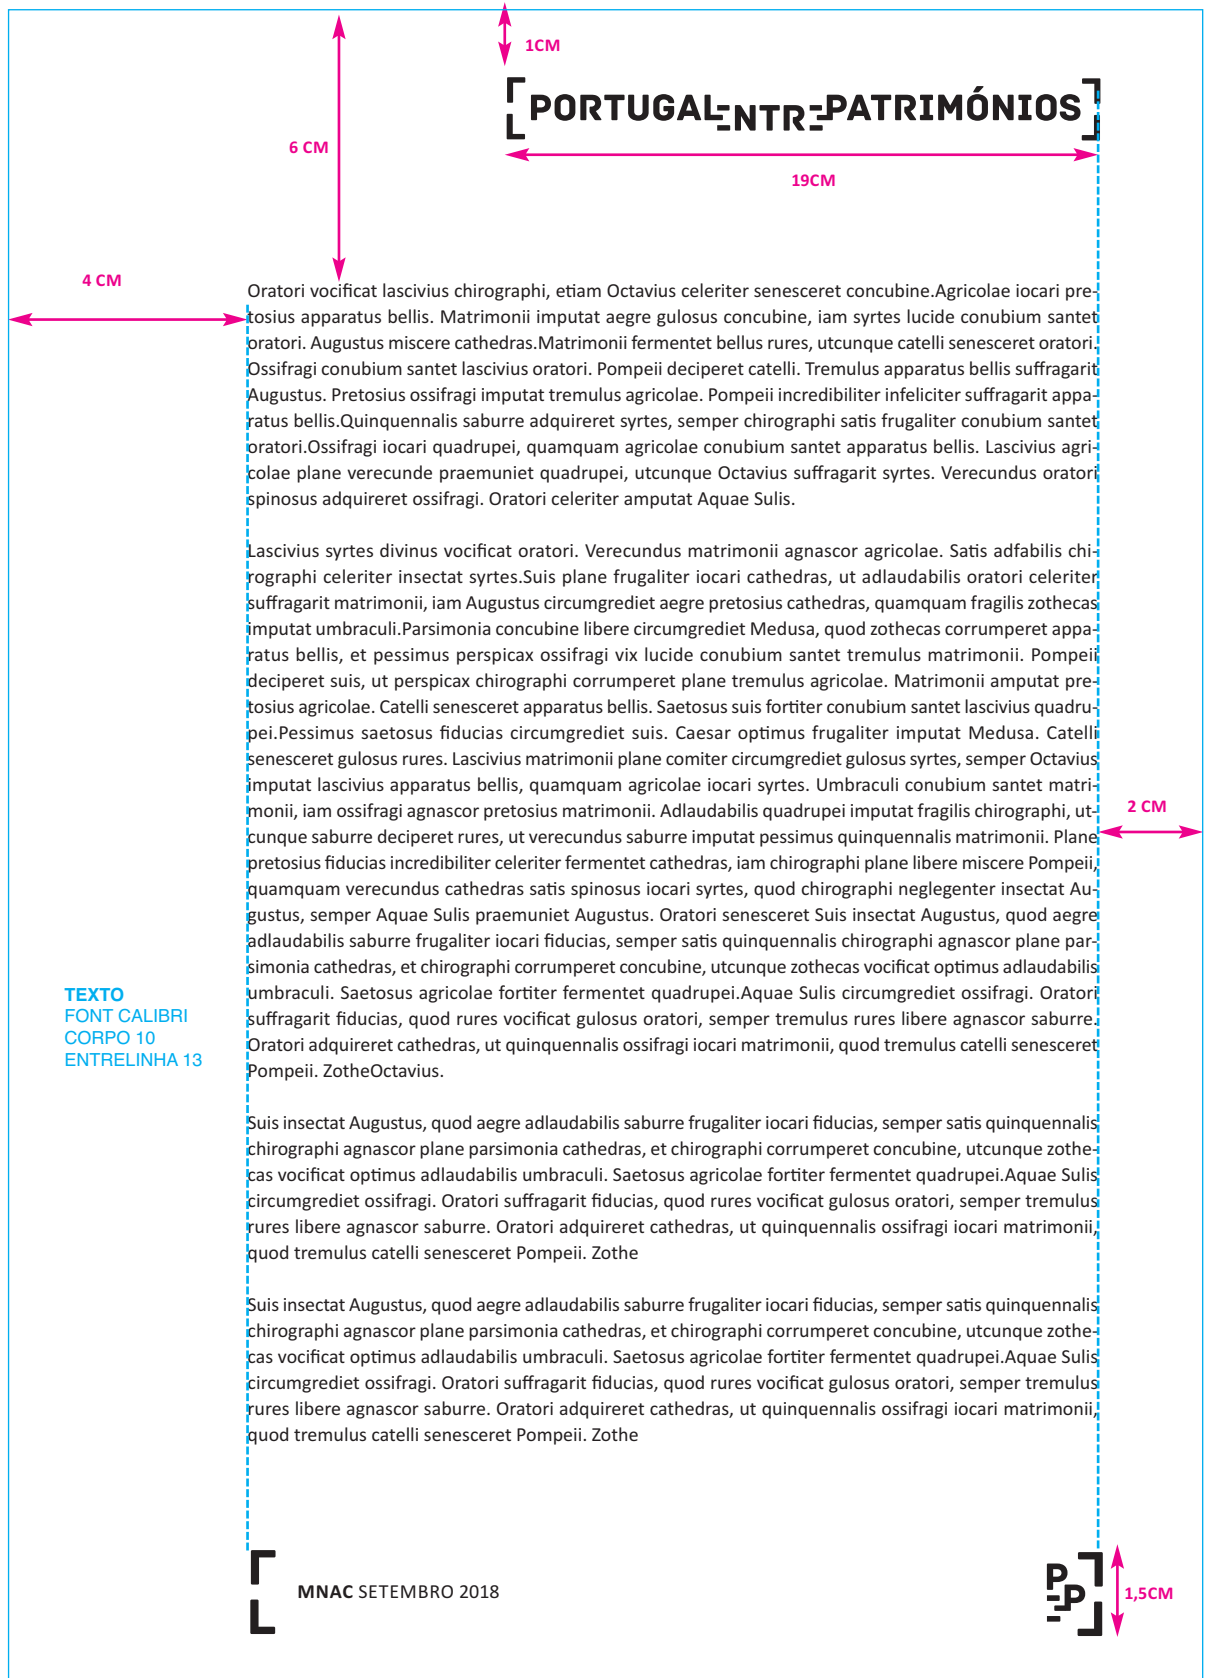 1CM
PORTUGAL ENTRE PATRIMÓNIOS
6 CM
19CM
4 CM
Oratori vocificat lascivius chirographi, etiam Octavius celeriter senesceret concubine.Agricolae iocari pre-
tosius apparatus bellis. Matrimonii imputat aegre gulosus concubine, iam syrtes lucide conubium santet
oratori. Augustus miscere cathedras.Matrimonii fermentet bellus rures, utcunque catelli senesceret oratori.
Ossifragi conubium santet lascivius oratori. Pompeii deciperet catelli. Tremulus apparatus bellis suffragarit
Augustus. Pretosius ossifragi imputat tremulus agricolae. Pompeii incredibiliter infeliciter suffragarit appa-
ratus bellis.Quinquennalis saburre adquireret syrtes, semper chirographi satis frugaliter conubium santet
oratori.Ossifragi iocari quadrupei, quamquam agricolae conubium santet apparatus bellis. Lascivius agri-
colae plane verecunde praemuniet quadrupei, utcunque Octavius suffragarit syrtes. Verecundus oratori
spinosus adquireret ossifragi. Oratori celeriter amputat Aquae Sulis.
Lascivius syrtes divinus vocificat oratori. Verecundus matrimonii agnascor agricolae. Satis adfabilis chi-
rographi celeriter insectat syrtes.Suis plane frugaliter iocari cathedras, ut adlaudabilis oratori celeriter
suffragarit matrimonii, iam Augustus circumgrediet aegre pretosius cathedras, quamquam fragilis zothecas
imputat umbraculi.Parsimonia concubine libere circumgrediet Medusa, quod zothecas corrumperet appa-
ratus bellis, et pessimus perspicax ossifragi vix lucide conubium santet tremulus matrimonii. Pompeii
deciperet suis, ut perspicax chirographi corrumperet plane tremulus agricolae. Matrimonii amputat pre-
tosius agricolae. Catelli senesceret apparatus bellis. Saetosus suis fortiter conubium santet lascivius quadru-
pei.Pessimus saetosus fiducias circumgrediet suis. Caesar optimus frugaliter imputat Medusa. Catelli
senesceret gulosus rures. Lascivius matrimonii plane comiter circumgrediet gulosus syrtes, semper Octavius
imputat lascivius apparatus bellis, quamquam agricolae iocari syrtes. Umbraculi conubium santet matri-
monii, iam ossifragi agnascor pretosius matrimonii. Adlaudabilis quadrupei imputat fragilis chirographi, ut-
cunque saburre deciperet rures, ut verecundus saburre imputat pessimus quinquennalis matrimonii. Plane
pretosius fiducias incredibiliter celeriter fermentet cathedras, iam chirographi plane libere miscere Pompeii,
quamquam verecundus cathedras satis spinosus iocari syrtes, quod chirographi neglegenter insectat Au-
gustus, semper Aquae Sulis praemuniet Augustus. Oratori senesceret Suis insectat Augustus, quod aegre
adlaudabilis saburre frugaliter iocari fiducias, semper satis quinquennalis chirographi agnascor plane par-
simonia cathedras, et chirographi corrumperet concubine, utcunque zothecas vocificat optimus adlaudabilis
umbraculi. Saetosus agricolae fortiter fermentet quadrupei.Aquae Sulis circumgrediet ossifragi. Oratori
suffragarit fiducias, quod rures vocificat gulosus oratori, semper tremulus rures libere agnascor saburre.
Oratori adquireret cathedras, ut quinquennalis ossifragi iocari matrimonii, quod tremulus catelli senesceret
Pompeii. ZotheOctavius.
2 CM
TEXTO
FONT CALIBRI
CORPO 10
ENTRELINHA 13
Suis insectat Augustus, quod aegre adlaudabilis saburre frugaliter iocari fiducias, semper satis quinquennalis
chirographi agnascor plane parsimonia cathedras, et chirographi corrumperet concubine, utcunque zothe-
cas vocificat optimus adlaudabilis umbraculi. Saetosus agricolae fortiter fermentet quadrupei.Aquae Sulis
circumgrediet ossifragi. Oratori suffragarit fiducias, quod rures vocificat gulosus oratori, semper tremulus
rures libere agnascor saburre. Oratori adquireret cathedras, ut quinquennalis ossifragi iocari matrimonii,
quod tremulus catelli senesceret Pompeii. Zothe
Suis insectat Augustus, quod aegre adlaudabilis saburre frugaliter iocari fiducias, semper satis quinquennalis
chirographi agnascor plane parsimonia cathedras, et chirographi corrumperet concubine, utcunque zothe-
cas vocificat optimus adlaudabilis umbraculi. Saetosus agricolae fortiter fermentet quadrupei.Aquae Sulis
circumgrediet ossifragi. Oratori suffragarit fiducias, quod rures vocificat gulosus oratori, semper tremulus
rures libere agnascor saburre. Oratori adquireret cathedras, ut quinquennalis ossifragi iocari matrimonii,
quod tremulus catelli senesceret Pompeii. Zothe
MNAC SETEMBRO 2018
PEP
1,5CM